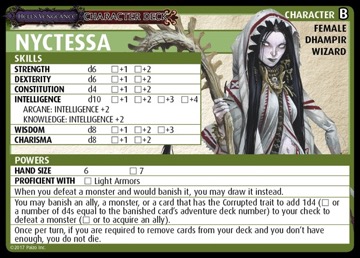 HELL'S VENGEANCE CHARACTER DECK
CHARACTER B
NYCTESSA
FEMALE
DHAMPIR
WIZARD
SKILLS
STRENGTH d6 □+1 □+2
DEXTERITY d6 □+1 □+2
CONSTITUTION d4 □+1 □+2
INTELLIGENCE d10 □+1 □+2 □+3 □+4
ARCANE: INTELLIGENCE +2
KNOWLEDGE: INTELLIGENCE +2
WISDOM d8 □+1 □+2
CHARISMA d8 □+1 □+2
POWERS
HAND SIZE 6 □ 7
PROFICIENT WITH □ Light Armors
When you defeat a monster and would banish it, you may draw it instead.
You may banish an ally, a monster, or a card that has the Corrupted trait to add 1d4 (□ or
a number of d4s equal to the banished card's adventure deck number) to your check to
defeat a monster (□ or to acquire an ally).
Once per turn, if you are required to remove cards from your deck and you don't have
enough, you do not die.
©2017 Paizo Inc.